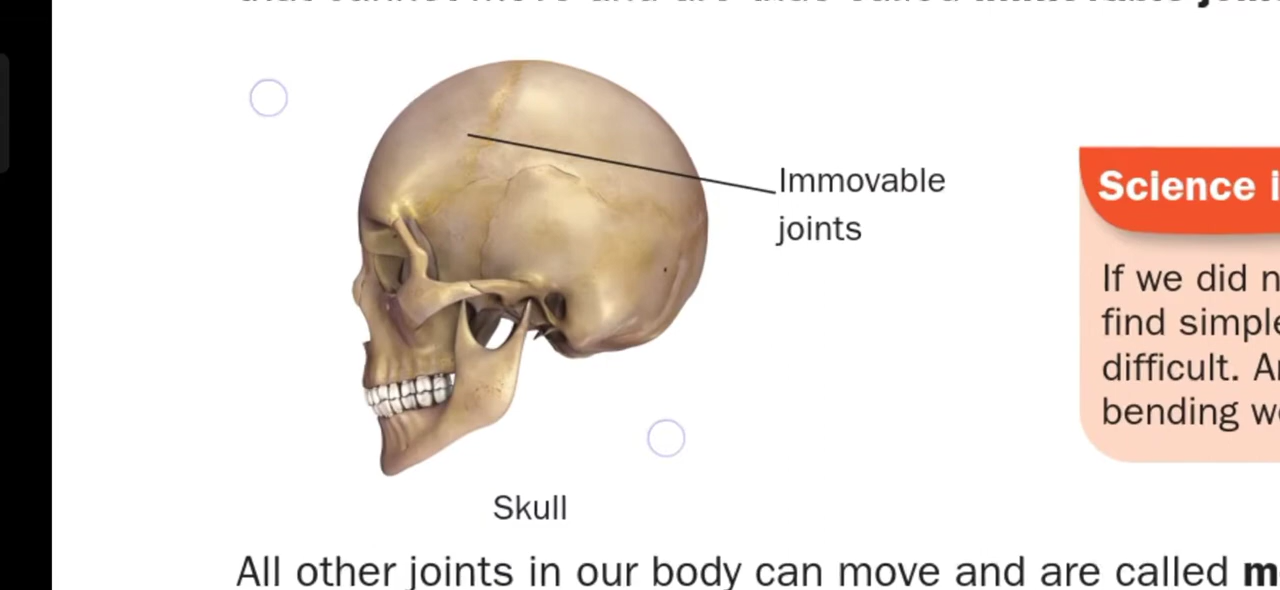 Immovable
joints
Science
If we did
find simple
difficult.
bending
Skull
All other joints in our body can move and are called